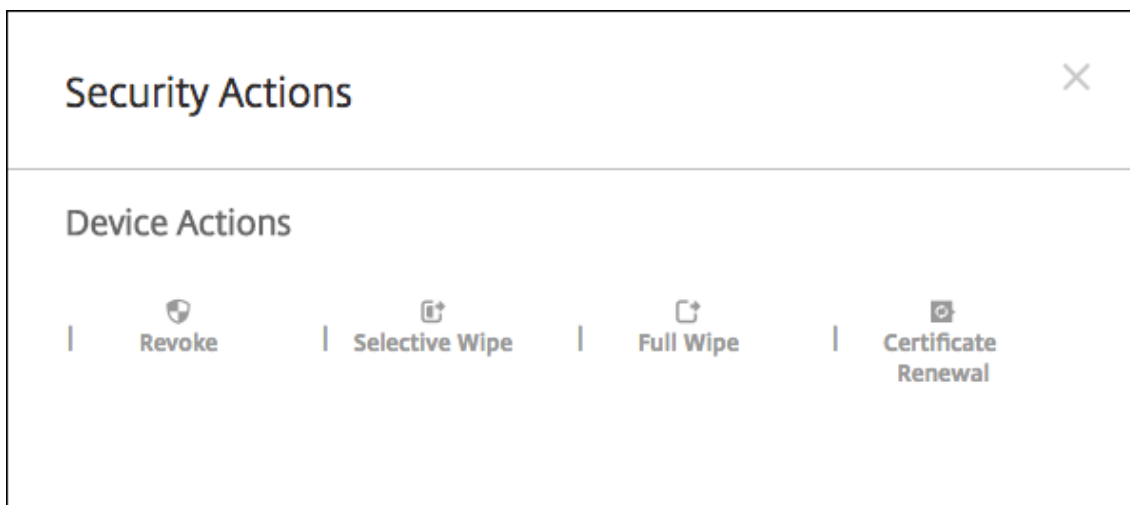 Security Actions
Device Actions
| Revoke | Selective Wipe | Full Wipe | Certificate
Renewal